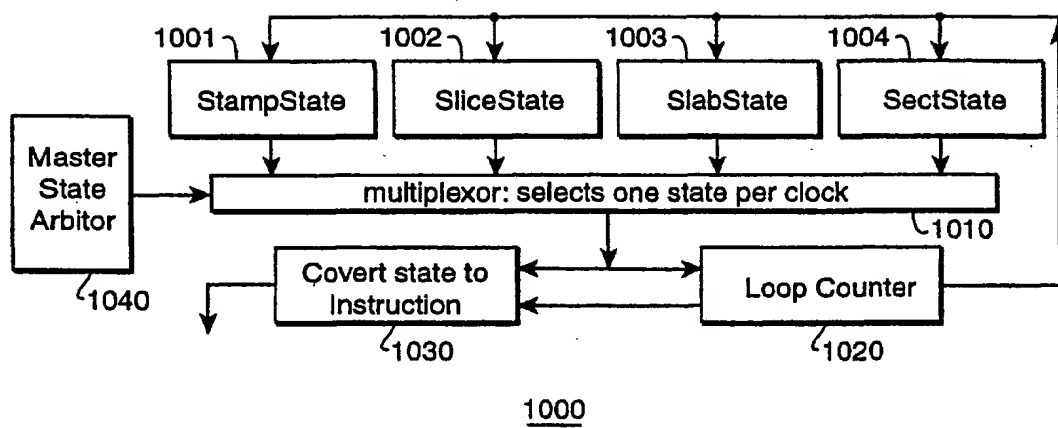 1001
1002
1003
1004
StampState
SliceState
SlabState
SectState
Master
State
Arbitor
multiplexor: selects one state per clock
1010
1040
Covert state to
Instruction
Loop Counter
1030
1020
1000